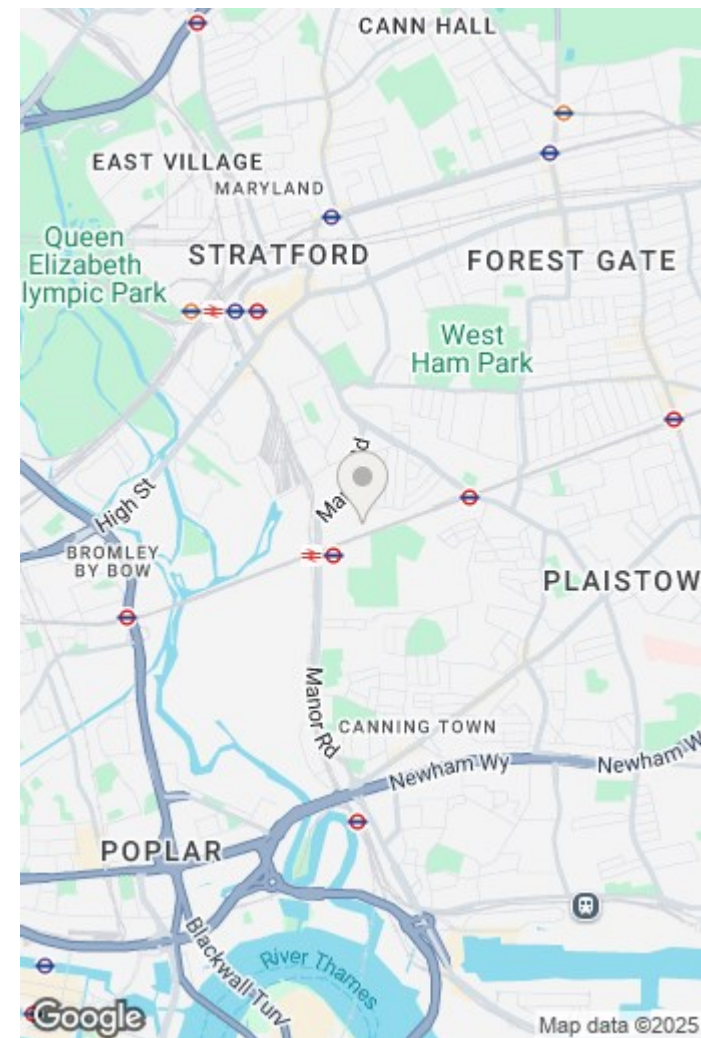 CANN HALL
EAST VILLAGE
MARYLAND
Queen
Elizabeth
lympic Park
STRATFORD
FOREST GATE
West
Ham Park
High St
BROMLEY
BY BOW
PLAISTOW
Manor Rd
CANNING TOWN
Newham Wy
Newham W
POPLAR
Blackwall Tun
River Thames
Google
Map data ©2025